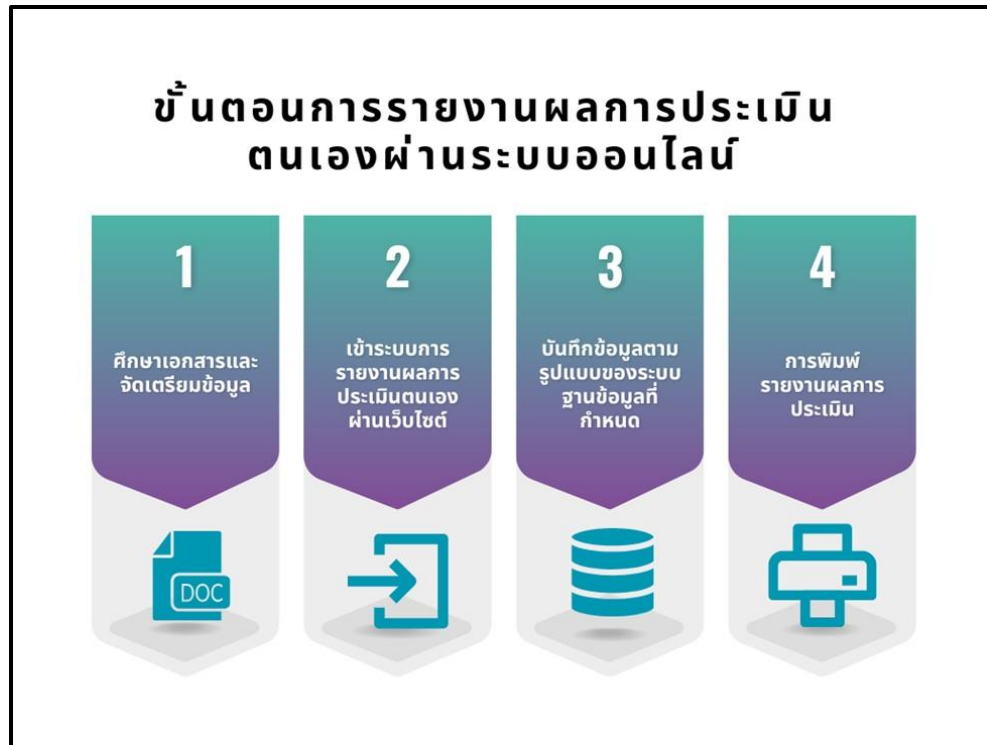 ขั้นตอนการรายงานผลการประเมิน
ตนเองผ่านระบบออนไลน์
1
ศึกษาเอกสารและ
จัดเตรียมข้อมูล
DOC
2
เข้าระบบการ
รายงานผลการ
ประเมินตนเอง
ผ่านเว็บไซต์
3
บันทึกข้อมูลตาม
รูปแบบของระบบ
ฐานข้อมูลที่
กำหนด
4
การพิมพ์
รายงานผลการ
ประเมิน